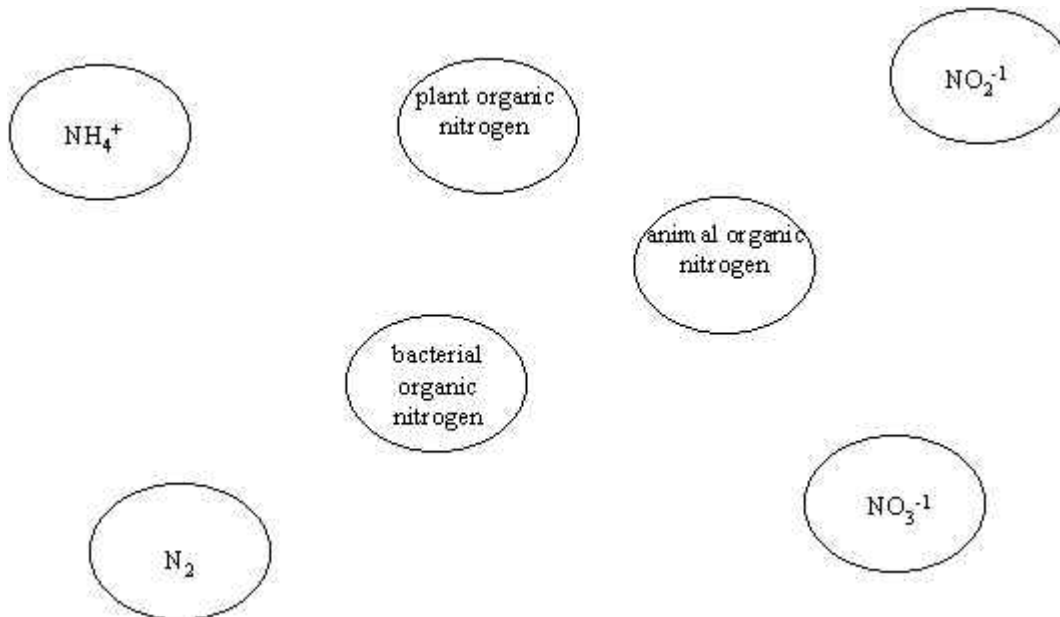 NH₄⁺
plant organic
nitrogen
NO₂⁻¹
animal organic
nitrogen
bacterial
organic
nitrogen
N₂
NO₃⁻¹